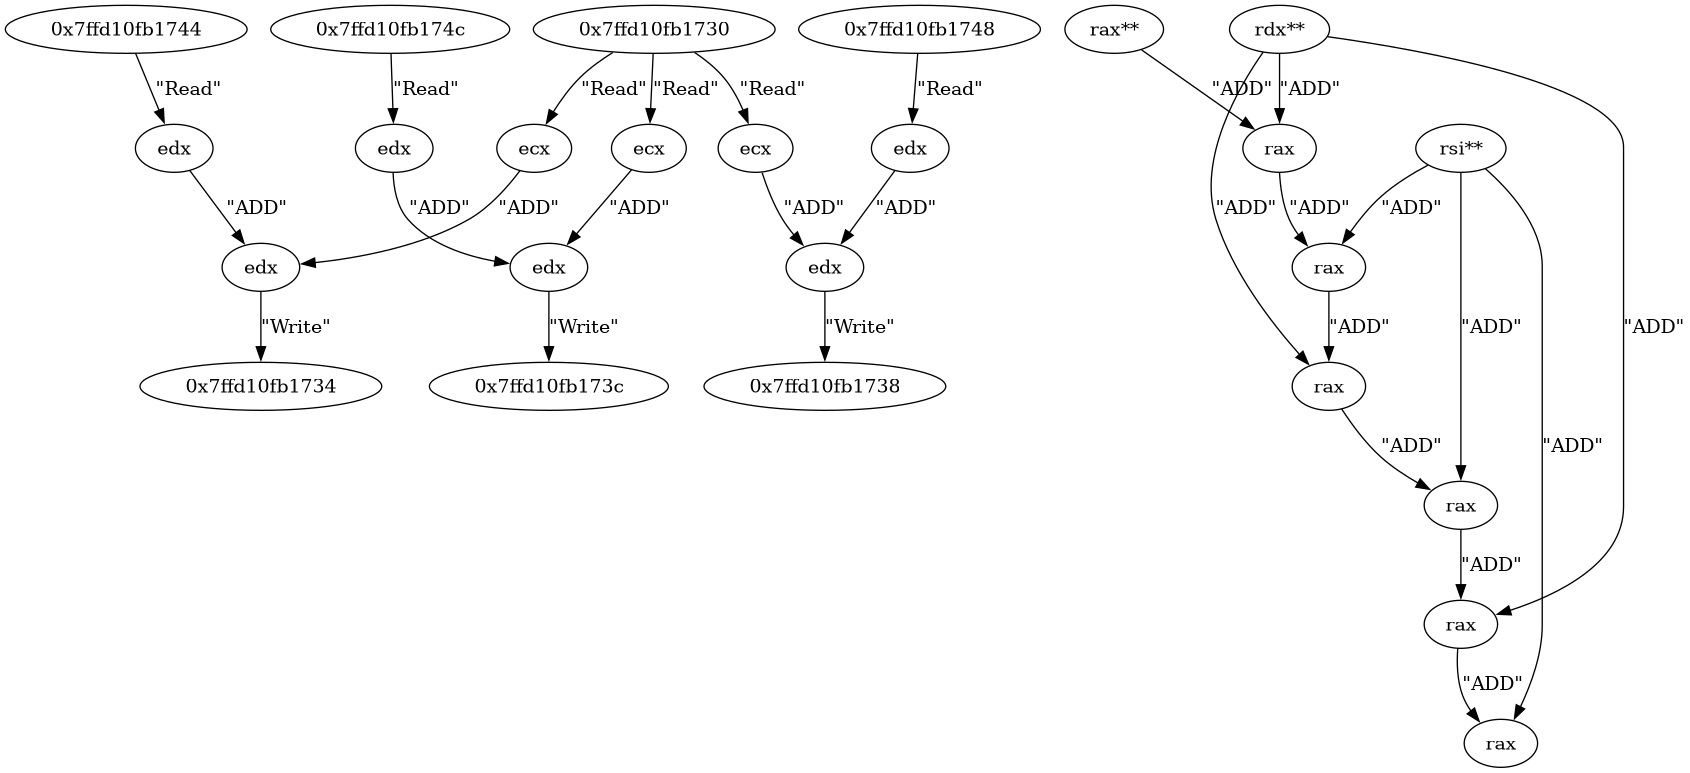 0x7ffd10fb1744 0x7ffd10fb174c 0x7ffd10fb1730 0x7ffd10fb1748 rax** rdx**
"Read" "Read" "Read" "Read" "Read" "Read" "ADD" "ADD"
edx edx ecx ecx ecx edx rax rsi**
"ADD" "ADD" "ADD" "ADD" "ADD" "ADD" "ADD" "ADD" "ADD"
edx edx edx rax
"Write" "Write" "Write" "ADD" "ADD" "ADD"
0x7ffd10fb1734 0x7ffd10fb173c 0x7ffd10fb1738 rax
"ADD" "ADD"
rax
"ADD"
rax
"ADD"
rax